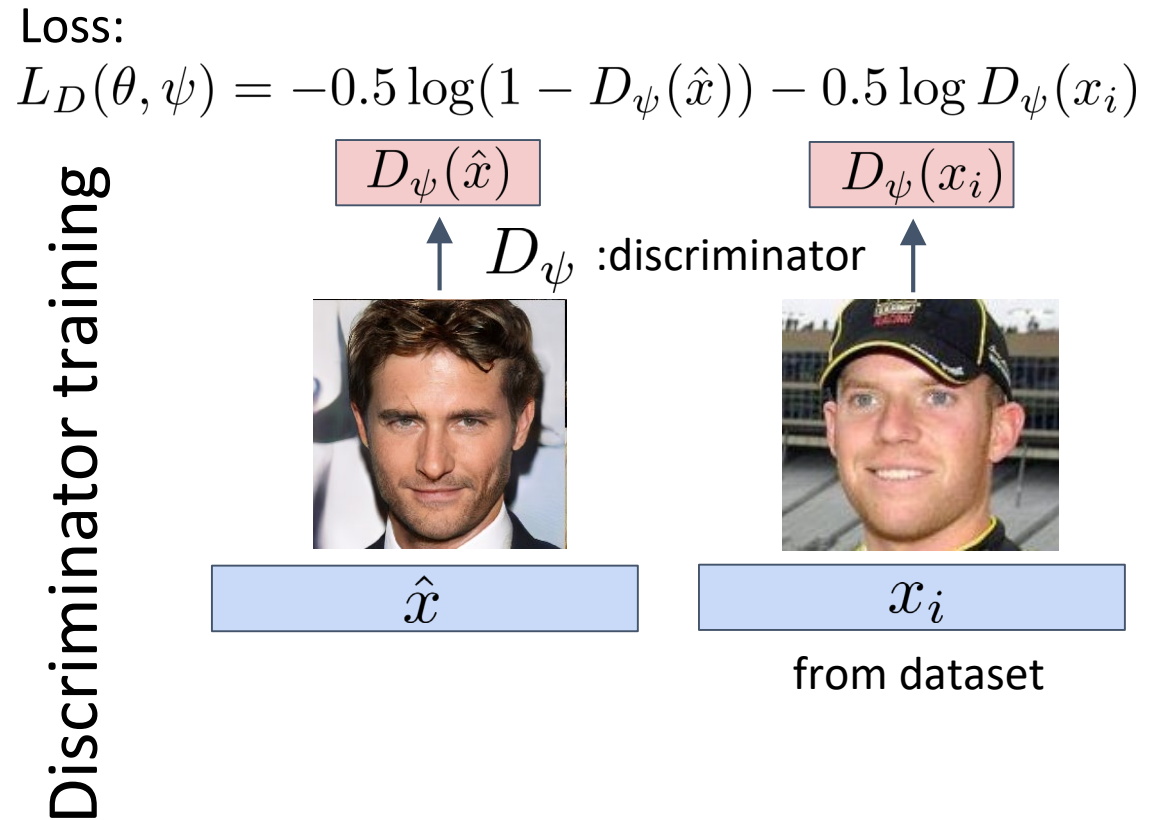 Loss:
L_D(θ, ψ) = −0.5 log(1 − D_ψ(x̂)) − 0.5 log D_ψ(x_i)
D_ψ(x̂) D_ψ(x_i)
D_ψ :discriminator
RACING
x̂ x_i
from dataset
Discriminator training